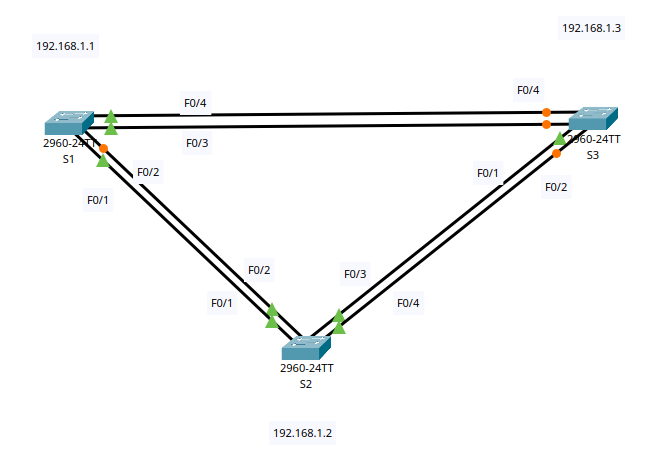 192.168.1.3
192.168.1.1
F0/4
F0/4
2960-24TT
S1
F0/3
2960-24TT
S3
F0/2
F0/1
F0/1
F0/2
F0/2
F0/3
F0/1
F0/4
2960-24TT
S2
192.168.1.2